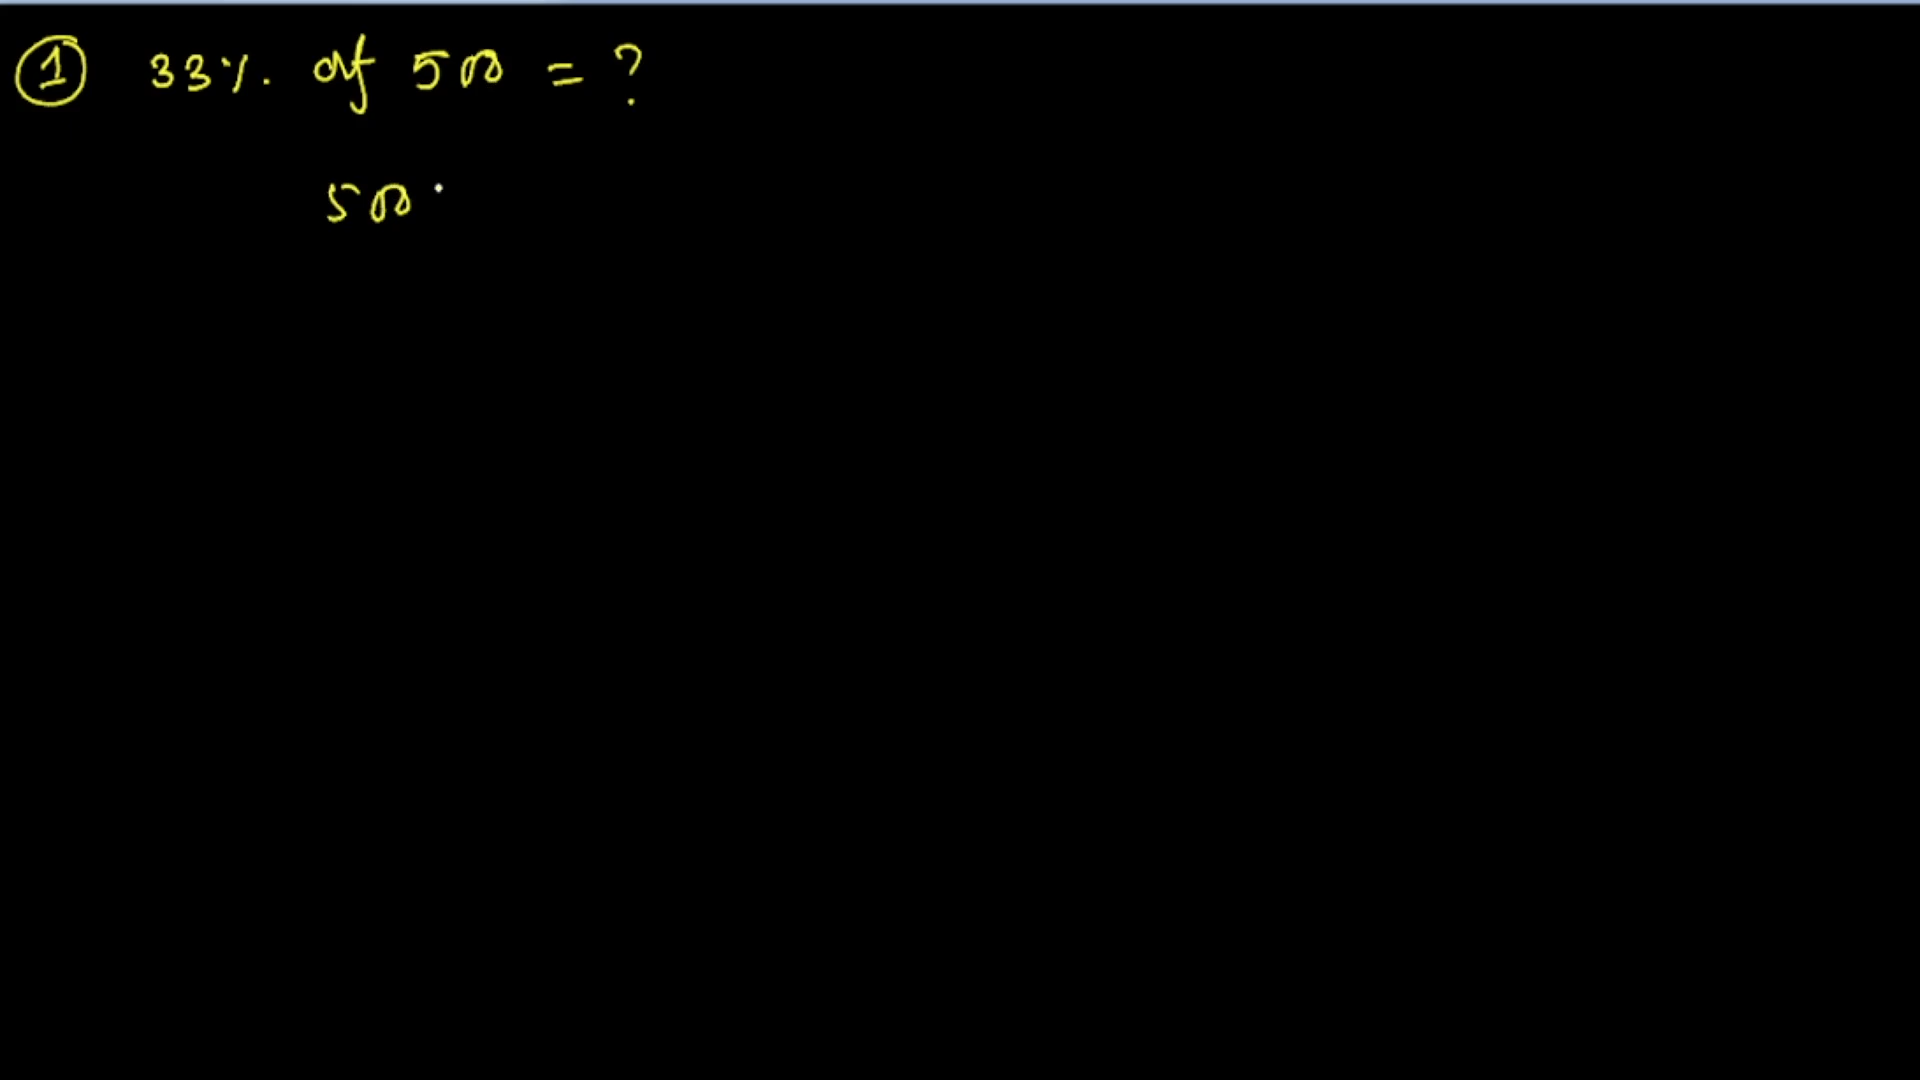 ① 33% of 500 = ?
500